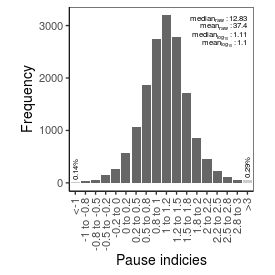 median_raw : 12.83
mean_raw : 37.4
median_log10 : 1.11
mean_log10 : 1.1
Frequency
3000
2000
1000
0
0.14%
0.29%
<-1
-1 to -0.8
-0.8 to -0.5
-0.5 to -0.2
-0.2 to 0
0 to 0.2
0.2 to 0.5
0.5 to 0.8
0.8 to 1
1 to 1.2
1.2 to 1.5
1.5 to 1.8
1.8 to 2
2 to 2.2
2.2 to 2.5
2.5 to 2.8
2.8 to 3
>3
Pause indicies